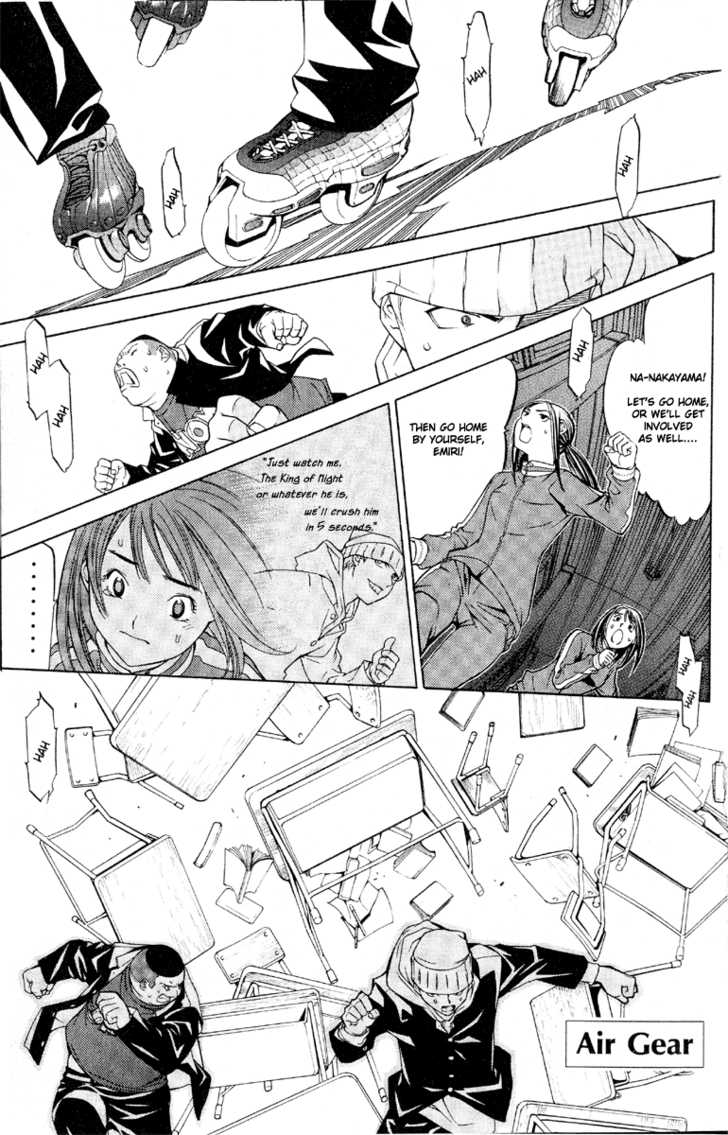 HAH
HAH
HAH
NA-NAKAYAMA!
LET'S GO HOME,
OR WE'LL GET
INVOLVED
AS WELL....
HAH
THEN GO HOME
BY YOURSELF,
EMIRI!
HAH
HAH
"Just watch me.
The King of Night
or whatever he is,
we'll crush him
in 5 seconds."
........
HAH
HAH
HAH
Air Gear